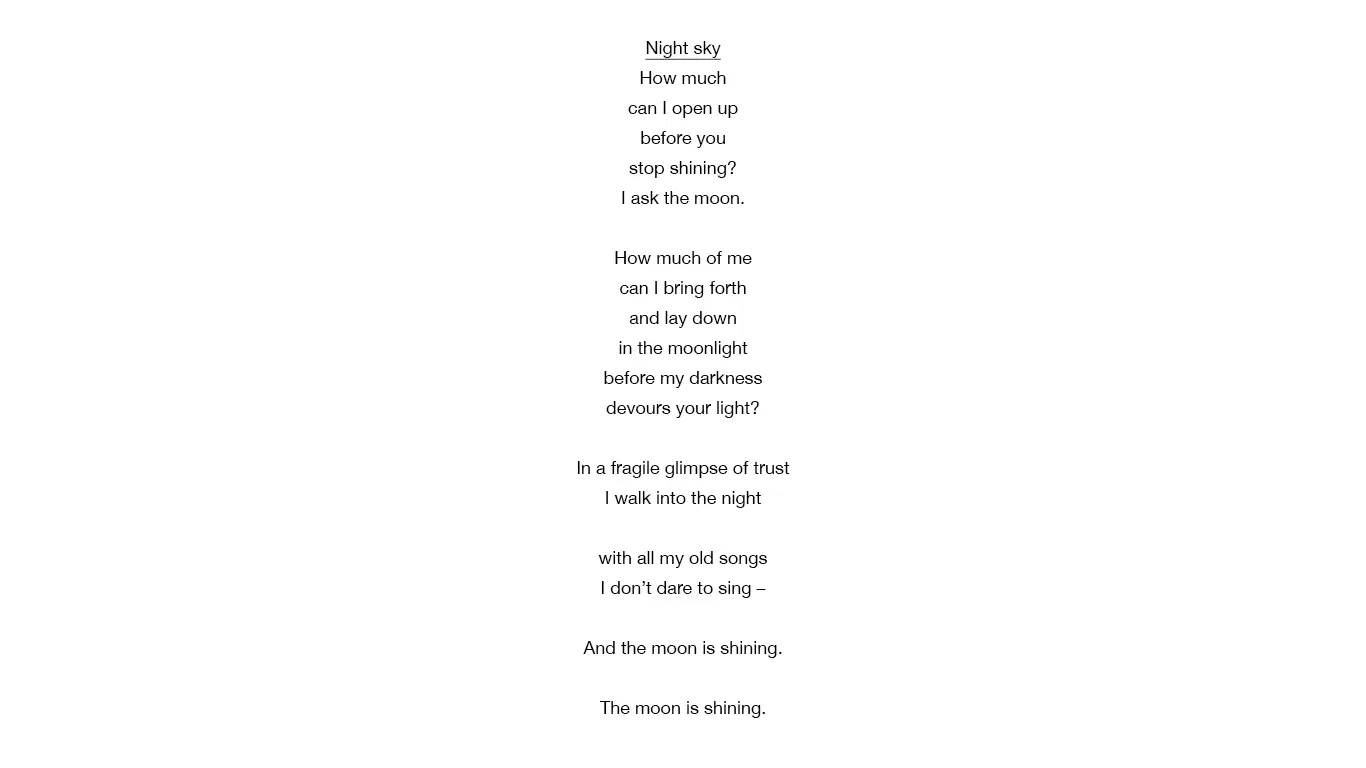 Night sky
How much
can I open up
before you
stop shining?
I ask the moon.
How much of me
can I bring forth
and lay down
in the moonlight
before my darkness
devours your light?
In a fragile glimpse of trust
I walk into the night
with all my old songs
I don’t dare to sing –
And the moon is shining.
The moon is shining.